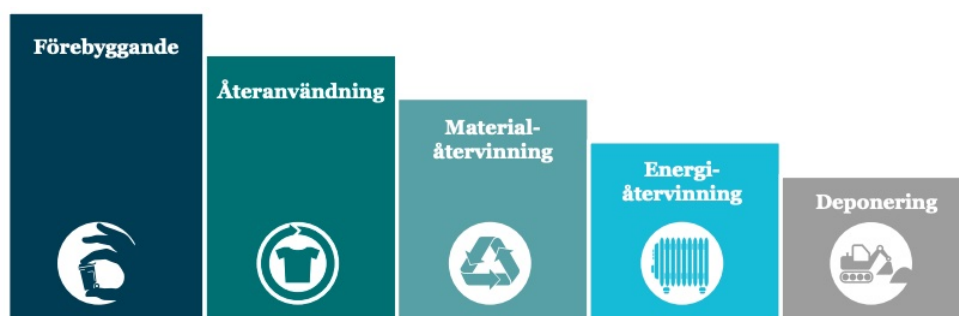 Förebyggande
Återanvändning
Material-
återvinning
Energi-
återvinning
Deponering